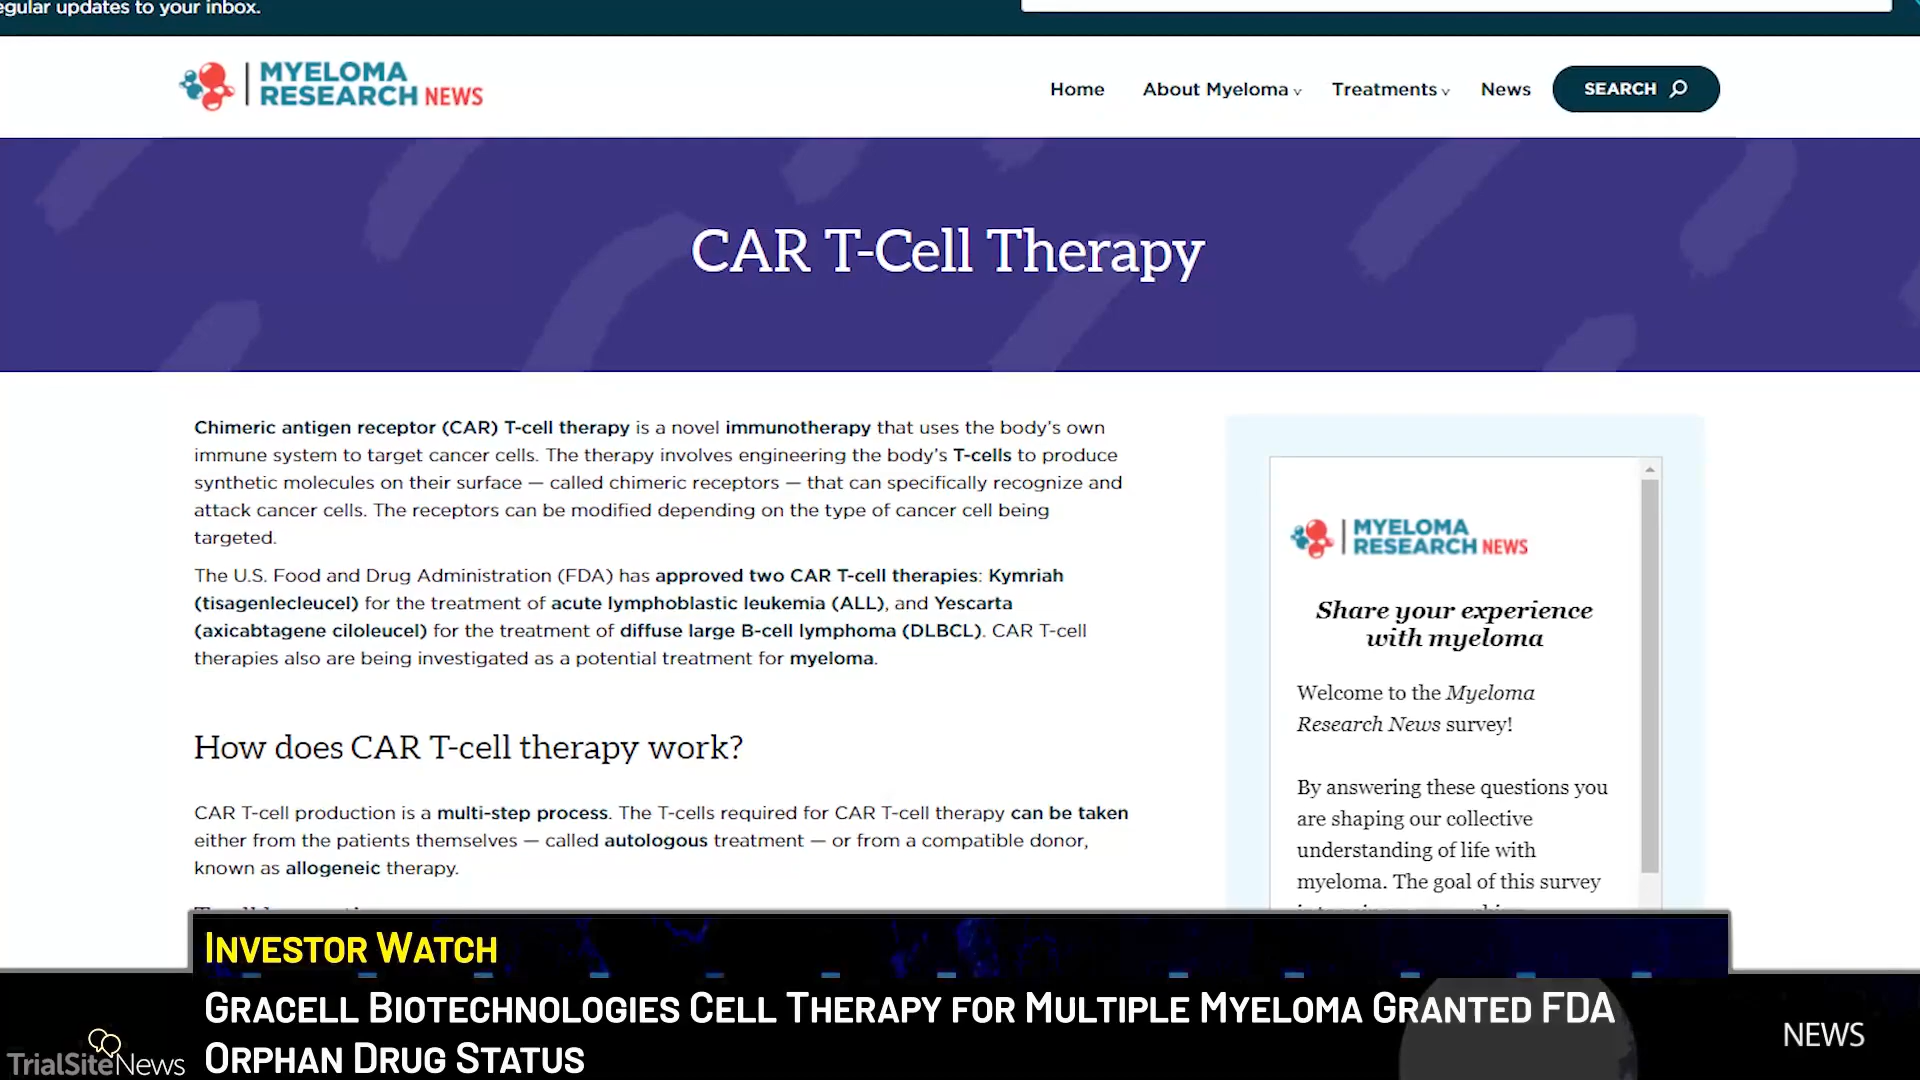 egular updates to your inbox.
MYELOMA
RESEARCH NEWS
Home About Myeloma Treatments News SEARCH
CAR T-Cell Therapy
Chimeric antigen receptor (CAR) T-cell therapy is a novel immunotherapy that uses the body's own
immune system to target cancer cells. The therapy involves engineering the body's T-cells to produce
synthetic molecules on their surface — called chimeric receptors — that can specifically recognize and
attack cancer cells. The receptors can be modified depending on the type of cancer cell being
targeted.
The U.S. Food and Drug Administration (FDA) has approved two CAR T-cell therapies: Kymriah
(tisagenlecleucel) for the treatment of acute lymphoblastic leukemia (ALL), and Yescarta
(axicabtagene ciloleucel) for the treatment of diffuse large B-cell lymphoma (DLBCL). CAR T-cell
therapies also are being investigated as a potential treatment for myeloma.
How does CAR T-cell therapy work?
CAR T-cell production is a multi-step process. The T-cells required for CAR T-cell therapy can be taken
either from the patients themselves — called autologous treatment — or from a compatible donor,
known as allogeneic therapy.
MYELOMA
RESEARCH NEWS
Share your experience
with myeloma
Welcome to the Myeloma
Research News survey!
By answering these questions you
are shaping our collective
understanding of life with
myeloma. The goal of this survey
INVESTOR WATCH
GRACELL BIOTECHNOLOGIES CELL THERAPY FOR MULTIPLE MYELOMA GRANTED FDA
ORPHAN DRUG STATUS
TrialSiteNews
NEWS